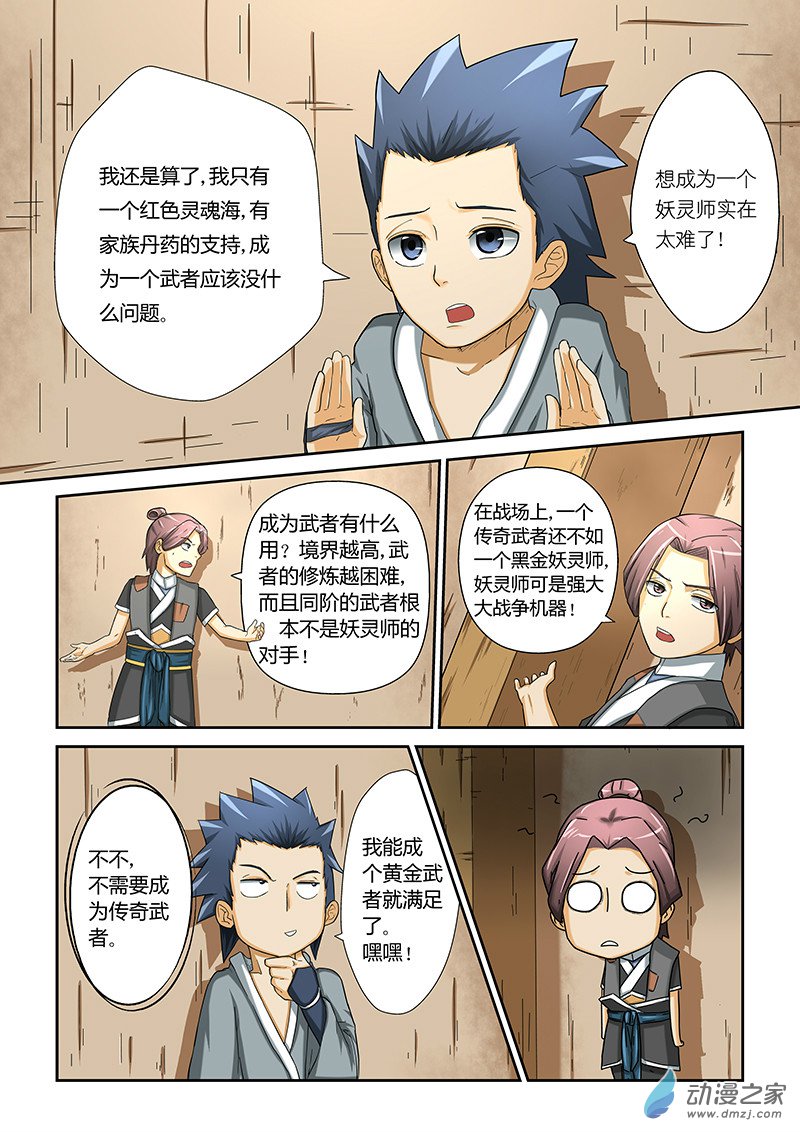 想成为一个
妖灵师实在
太难了！
我还是算了，我只有
一个红色灵魂海，有
家族丹药的支持，成
为一个武者应该没什
么问题。
成为武者有什么
用？境界越高，武
者的修炼越困难，
而且同阶的武者根
本不是妖灵师的
对手！
在战场上，一个
传奇武者还不如
一个黑金妖灵师，
妖灵师可是强大
大战争机器！
不不，
不需要成
为传奇武
者。
我能成
个黄金武
者就满足
了。
嘿嘿！
动漫之家
www.dmzj.com